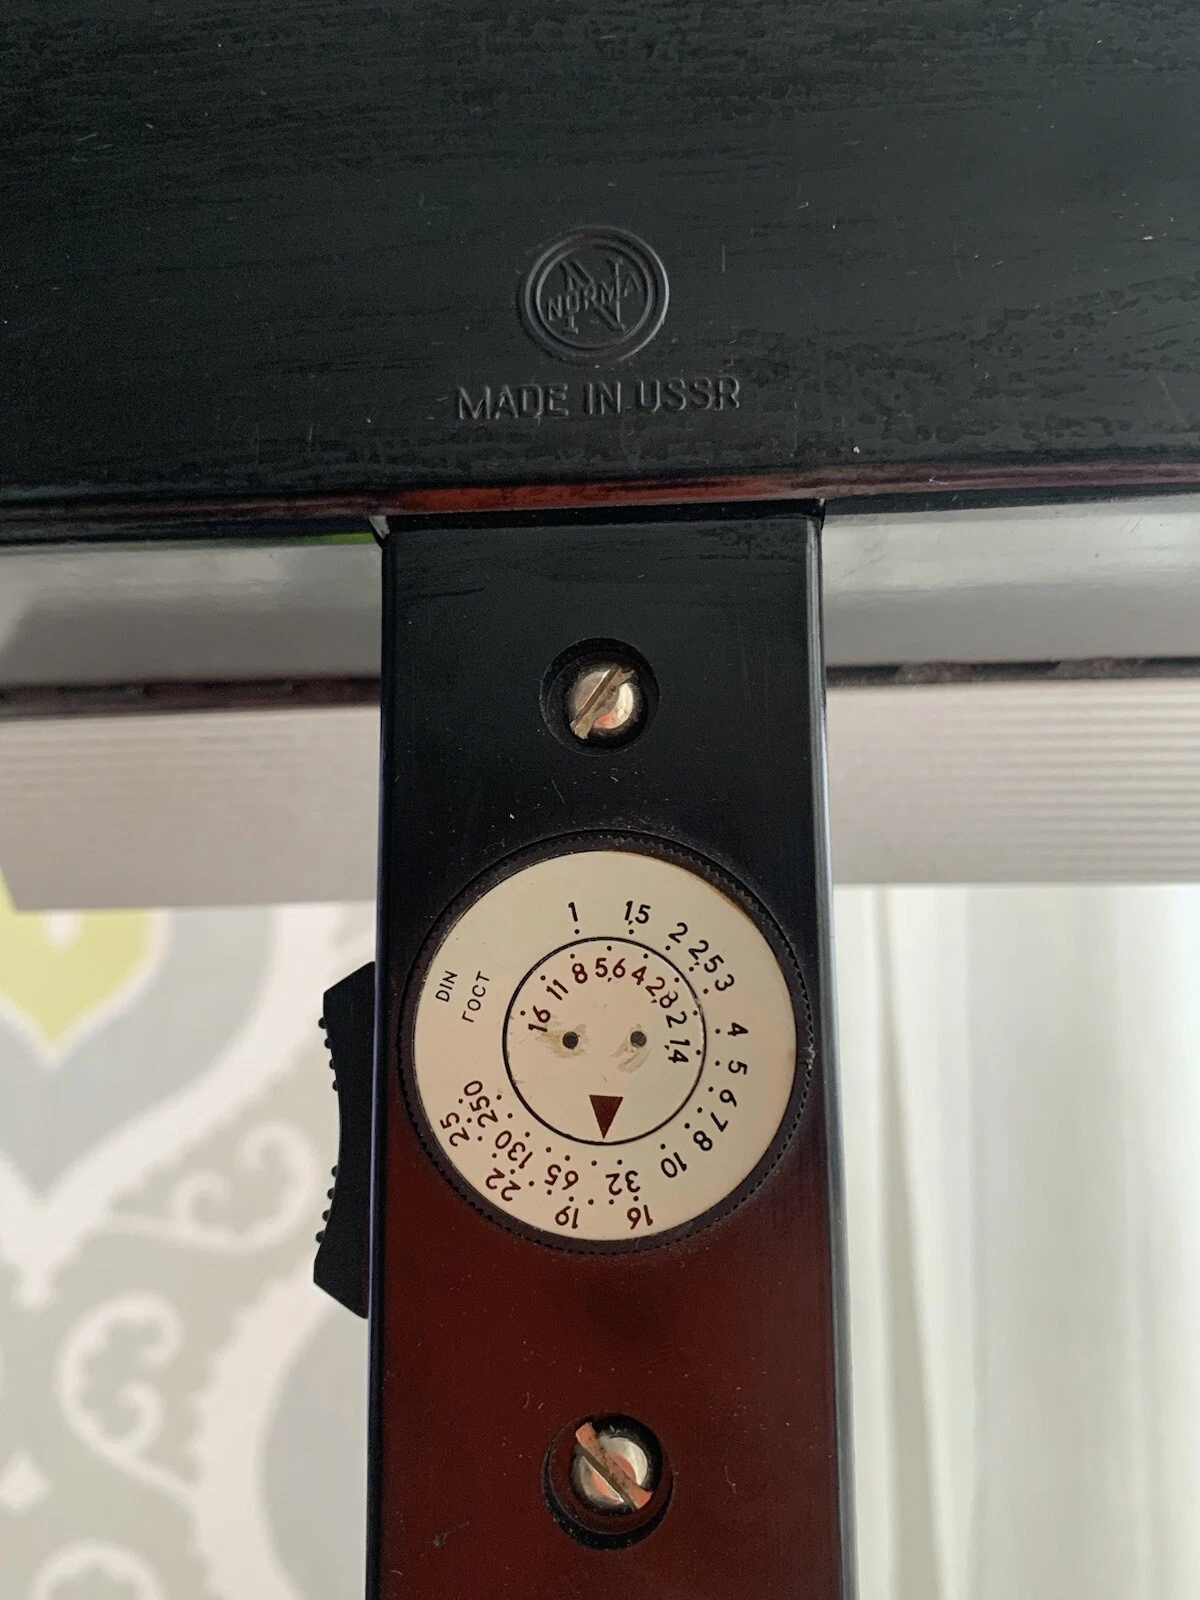 N
NORMA
MADE IN USSR
1 1,5 2 2,5 3 4 5 6 7 8 10
16 11 8 5,6 4 2,8 2 1,4
DIN
ГОСТ
250 130 65 32
25 22 19 16